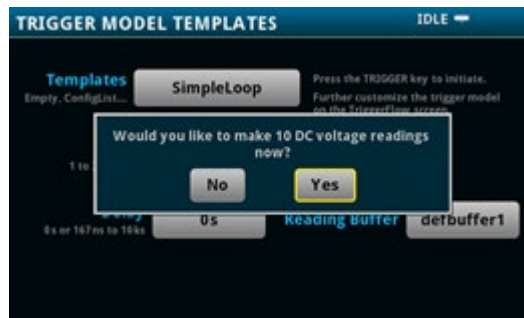 TRIGGER MODEL TEMPLATES
IDLE
Templates
Empty, ConfigList...
SimpleLoop
Press the TRIGGER key to initiate.
Further customize the trigger model
on the TriggerFlow screen.
Would you like to make 10 DC voltage readings
now?
1 to
No
Yes
Delay
0s or 167ns to 10ks
0s
Reading Buffer
defbuffer1